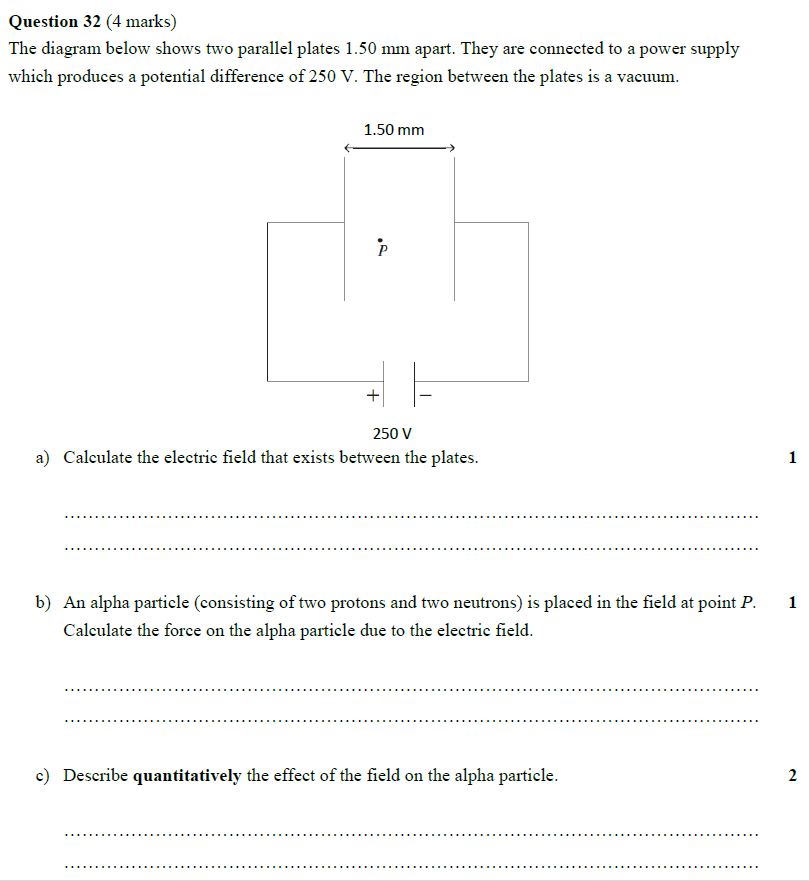 Question 32 (4 marks)
The diagram below shows two parallel plates 1.50 mm apart. They are connected to a power supply
which produces a potential difference of 250 V. The region between the plates is a vacuum.
1.50 mm
P
+ −
250 V
a) Calculate the electric field that exists between the plates. 1
b) An alpha particle (consisting of two protons and two neutrons) is placed in the field at point P. 1
Calculate the force on the alpha particle due to the electric field.
c) Describe quantitatively the effect of the field on the alpha particle. 2